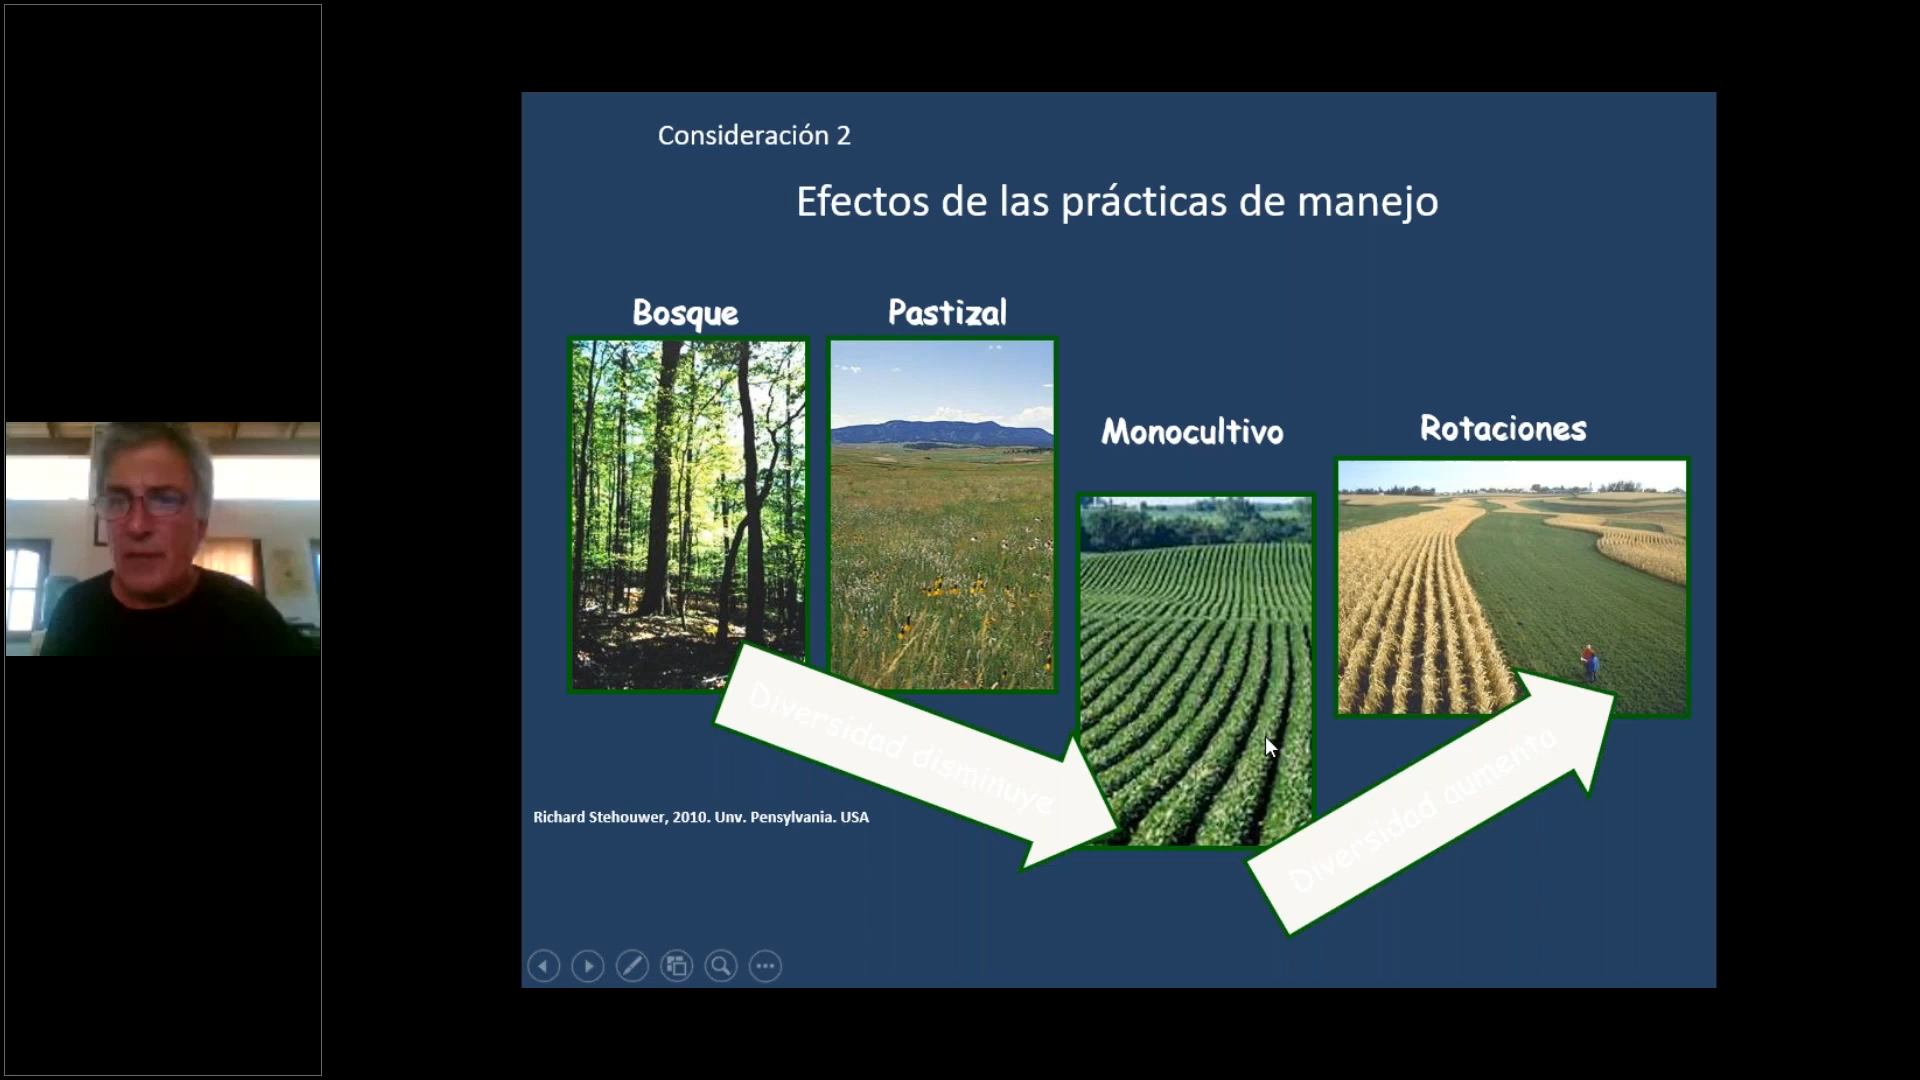 Consideración 2
Efectos de las prácticas de manejo
Bosque
Pastizal
Monocultivo
Rotaciones
Diversidad disminuye
Diversidad aumenta
Richard Stehouwer, 2010. Unv. Pensylvania. USA